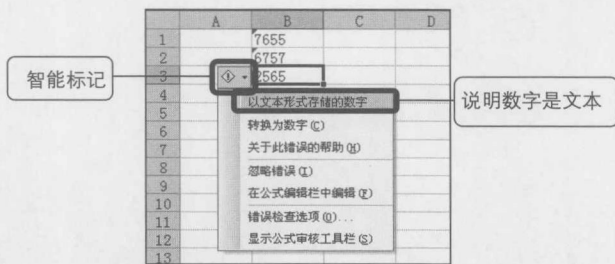 A B C D
1 7655
2 6757
3 2565
4
5
6
7
8
9
10
11
12
13
智能标记
以文本形式存储的数字
转换为数字(C)
关于此错误的帮助(H)
忽略错误(I)
在公式编辑栏中编辑(F)
错误检查选项(O)...
显示公式审核工具栏(S)
说明数字是文本